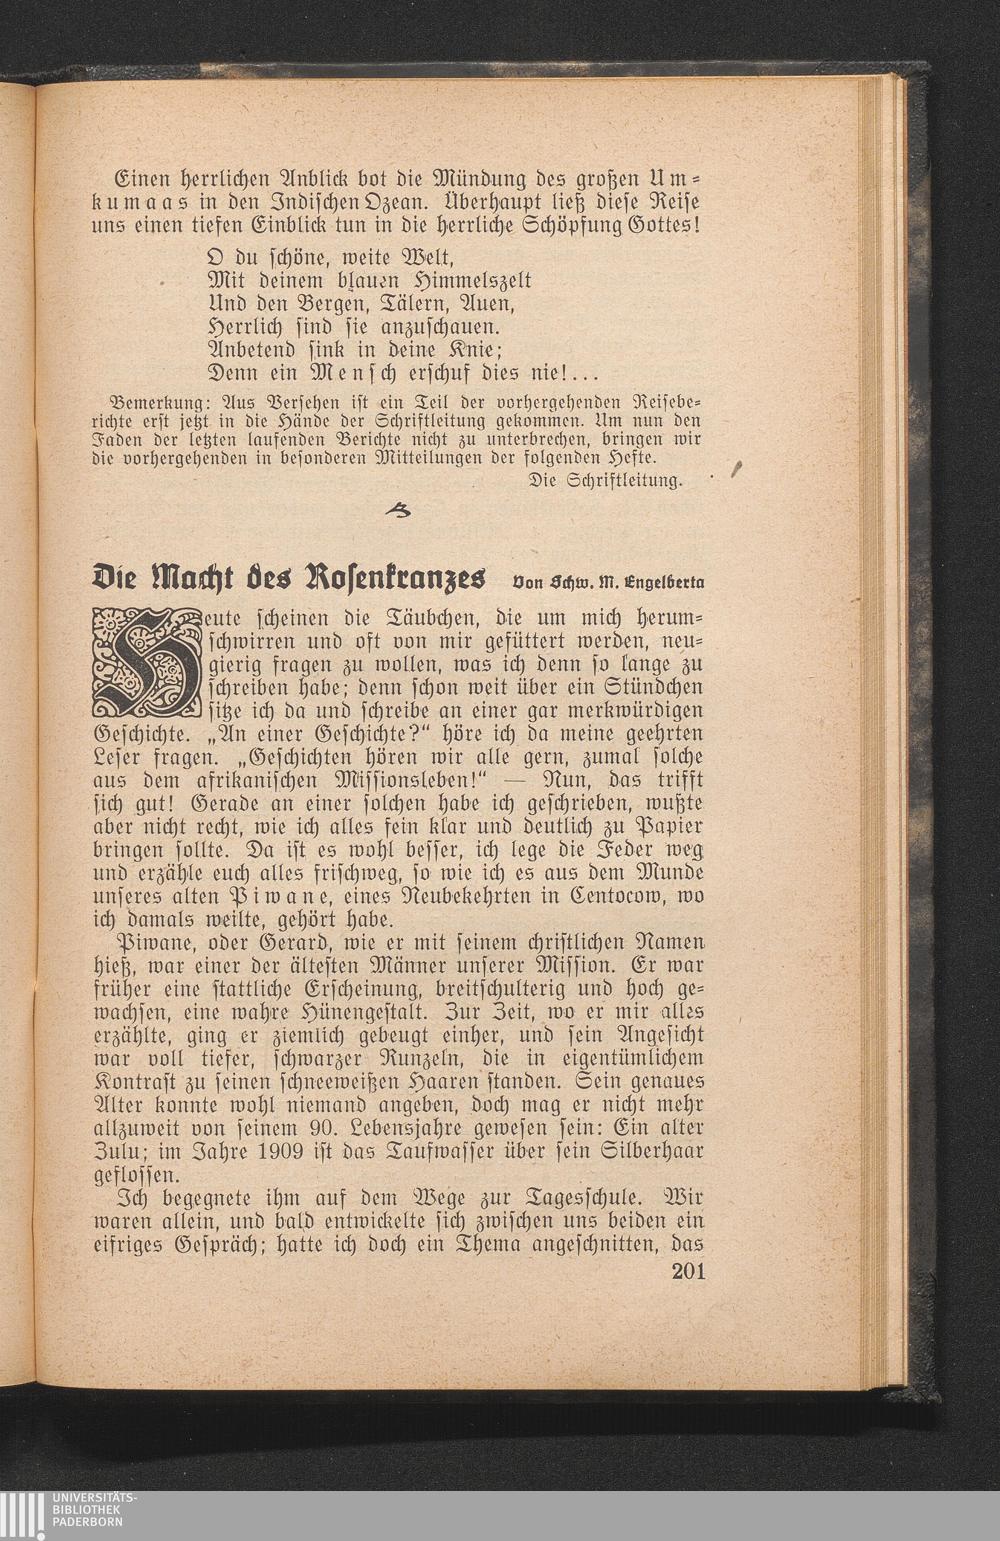 Einen herrlichen Anblick bot die Mündung des großen Um-
kumaas in den Indischen Ozean. Überhaupt ließ diese Reise
uns einen tiefen Einblick tun in die herrliche Schöpfung Gottes!
O du schöne, weite Welt,
Mit deinem blauen Himmelszelt
Und den Bergen, Tälern, Auen,
Herrlich sind sie anzuschauen.
Anbetend sink in deine Knie;
Denn ein Mensch erschuf dies nie!...
Bemerkung: Aus Versehen ist ein Teil der vorhergehenden Reisebe-
richte erst jetzt in die Hände der Schriftleitung gekommen. Um nun den
Faden der letzten laufenden Berichte nicht zu unterbrechen, bringen wir
die vorhergehenden in besonderen Mitteilungen der folgenden Hefte.
Die Schriftleitung.
Die Macht des Rosenkranzes Von Schw. M. Engelberta
Heute scheinen die Täubchen, die um mich herum-
schwirren und oft von mir gefüttert werden, neu-
gierig fragen zu wollen, was ich denn so lange zu
schreiben habe; denn schon weit über ein Stündchen
sitze ich da und schreibe an einer gar merkwürdigen
Geschichte. „An einer Geschichte?“ höre ich da meine geehrten
Leser fragen. „Geschichten hören wir alle gern, zumal solche
aus dem afrikanischen Missionsleben!“ — Nun, das trifft
sich gut! Gerade an einer solchen habe ich geschrieben, wußte
aber nicht recht, wie ich alles fein klar und deutlich zu Papier
bringen sollte. Da ist es wohl besser, ich lege die Feder weg
und erzähle euch alles frischweg, so wie ich es aus dem Munde
unseres alten Piwane, eines Neubekehrten in Centocow, wo
ich damals weilte, gehört habe.
Piwane, oder Gerard, wie er mit seinem christlichen Namen
hieß, war einer der ältesten Männer unserer Mission. Er war
früher eine stattliche Erscheinung, breitschulterig und hoch ge-
wachsen, eine wahre Hünengestalt. Zur Zeit, wo er mir alles
erzählte, ging er ziemlich gebeugt einher, und sein Angesicht
war voll tiefer, schwarzer Runzeln, die in eigentümlichem
Kontrast zu seinen schneeweißen Haaren standen. Sein genaues
Alter konnte wohl niemand angeben, doch mag er nicht mehr
allzuweit von seinem 90. Lebensjahre gewesen sein: Ein alter
Zulu; im Jahre 1909 ist das Taufwasser über sein Silberhaar
geflossen.
Ich begegnete ihm auf dem Wege zur Tagesschule. Wir
waren allein, und bald entwickelte sich zwischen uns beiden ein
eifriges Gespräch; hatte ich doch ein Thema angeschnitten, das
201
UNIVERSITÄTS-
BIBLIOTHEK
PADERBORN